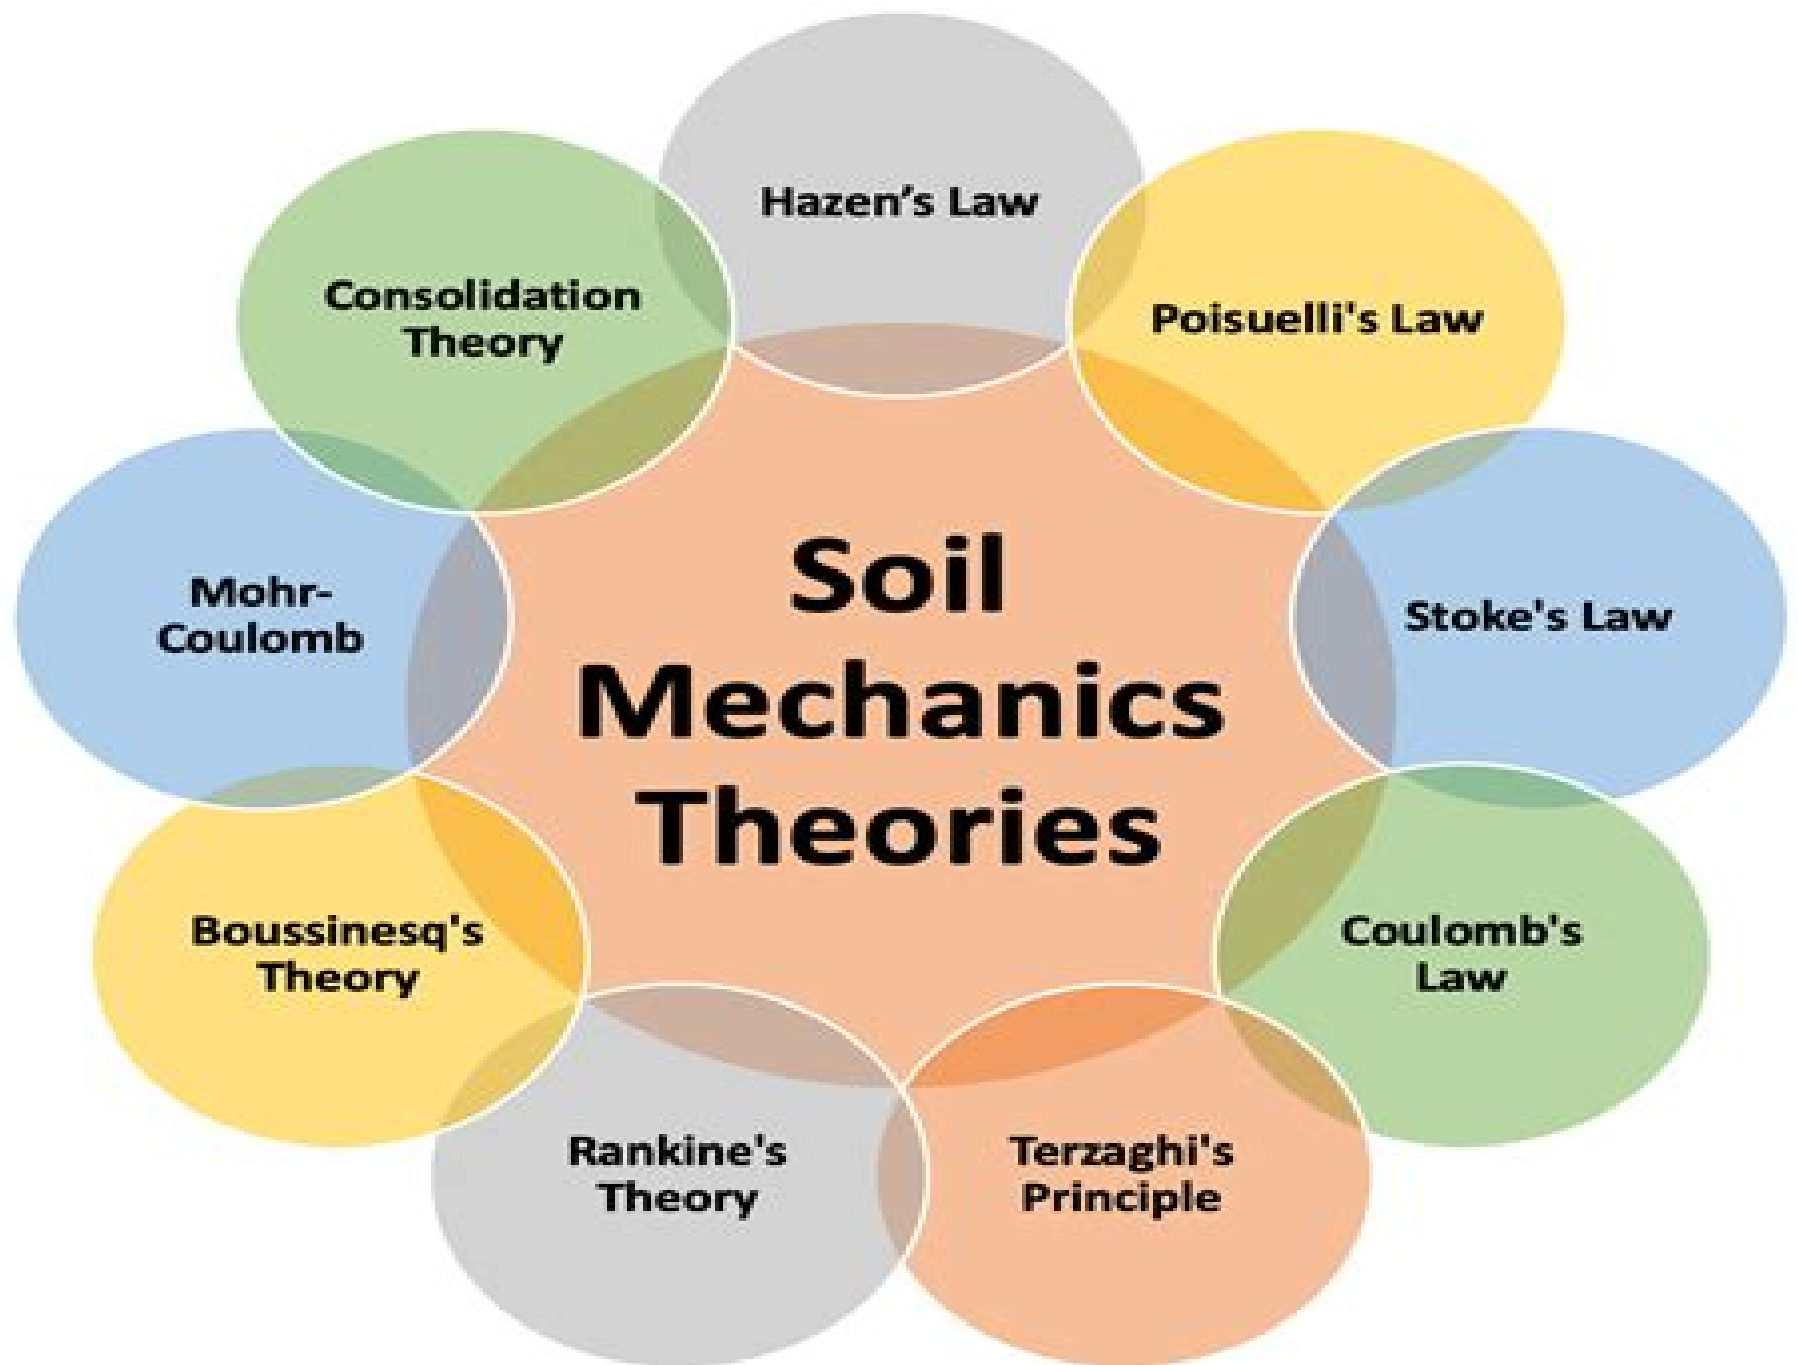 Hazen’s Law
Poisuelli's Law
Stoke's Law
Coulomb's
Law
Terzaghi's
Principle
Rankine's
Theory
Boussinesq's
Theory
Mohr-
Coulomb
Consolidation
Theory
Soil
Mechanics
Theories